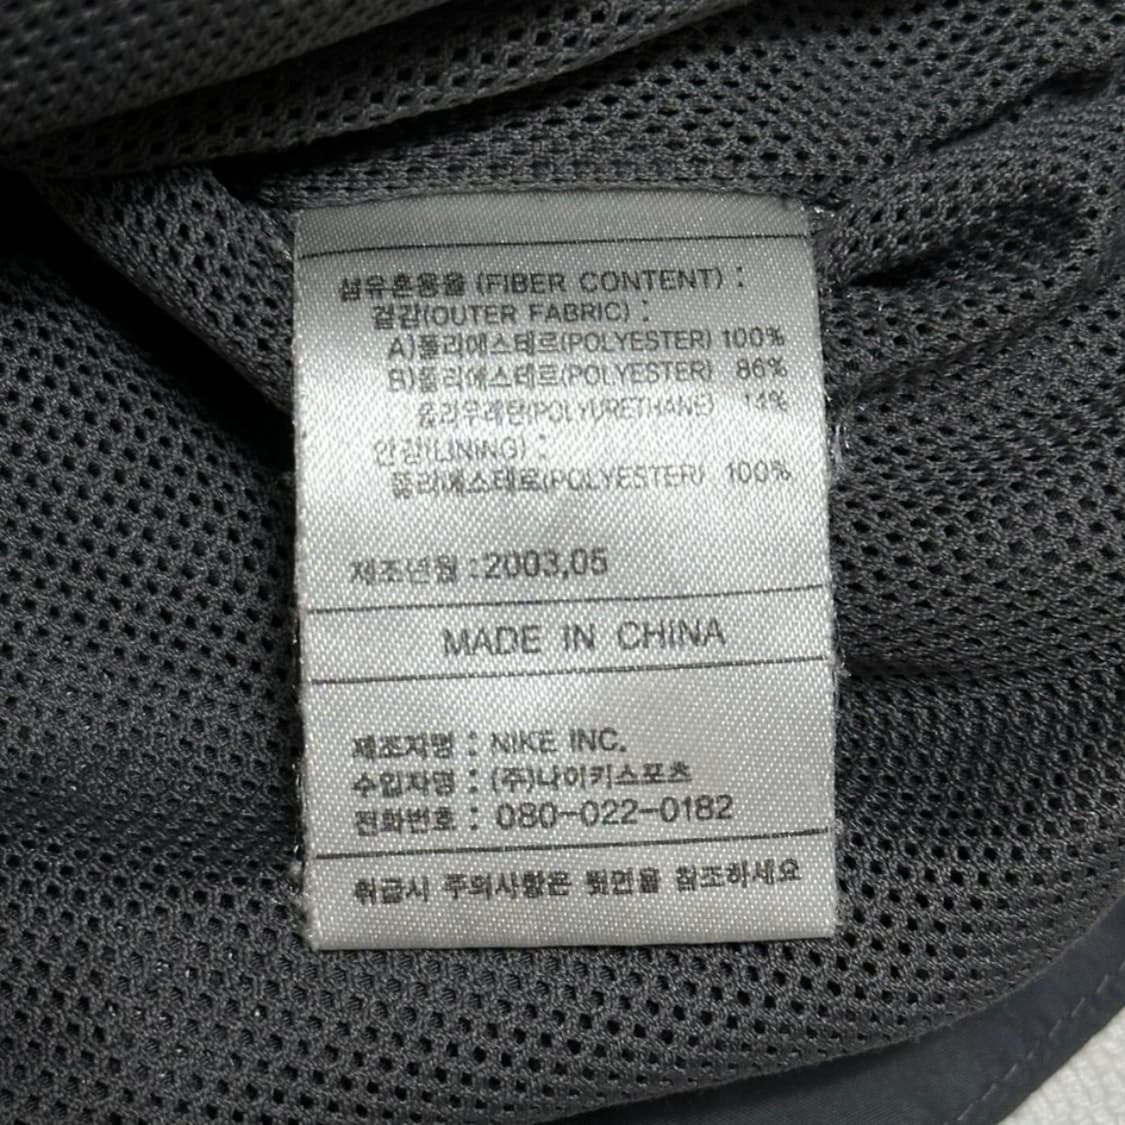 섬유혼용율 (FIBER CONTENT) :
겉감(OUTER FABRIC) :
A)폴리에스테르(POLYESTER) 100%
B)폴리에스테르(POLYESTER) 86%
폴리우레탄(POLYURETHANE) 14%
안감(LINING) :
폴리에스테르(POLYESTER) 100%
제조년월 :2003.05
MADE IN CHINA
제조자명 : NIKE INC.
수입자명 : (주)나이키스포츠
전화번호 : 080-022-0182
취급시 주의사항은 뒷면을 참조하세요